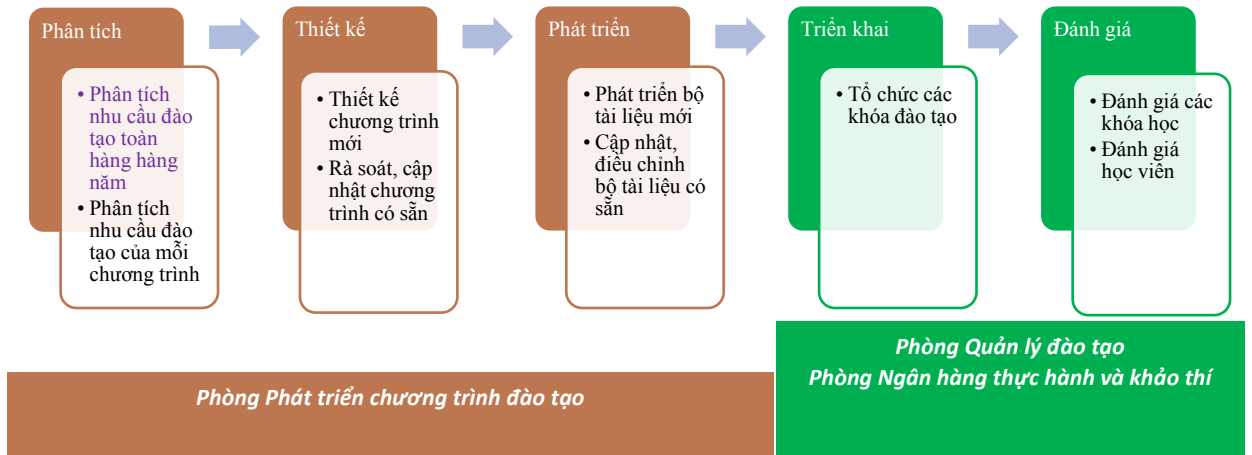 Phân tích
• Phân tích
nhu cầu đào
tạo toàn
hàng hàng
năm
• Phân tích
nhu cầu đào
tạo của mỗi
chương trình
Thiết kế
• Thiết kế
chương trình
mới
• Rà soát, cập
nhật chương
trình có sẵn
Phát triển
• Phát triển bộ
tài liệu mới
• Cập nhật,
điều chỉnh
bộ tài liệu có
sẵn
Triển khai
• Tổ chức các
khóa đào tạo
Đánh giá
• Đánh giá các
khóa học
• Đánh giá
học viên
Phòng Phát triển chương trình đào tạo
Phòng Quản lý đào tạo
Phòng Ngân hàng thực hành và khảo thí